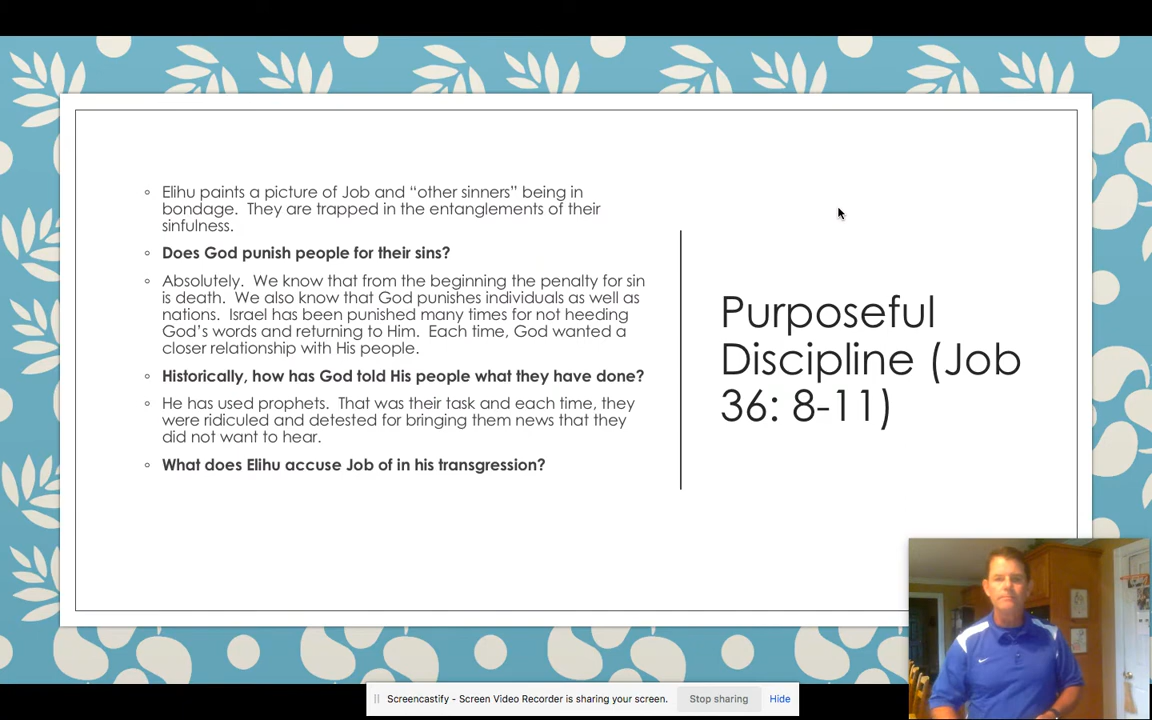 Elihu paints a picture of Job and “other sinners” being in
bondage.  They are trapped in the entanglements of their
sinfulness.
Does God punish people for their sins?
Absolutely.  We know that from the beginning the penalty for sin
is death.  We also know that God punishes individuals as well as
nations.  Israel has been punished many times for not heeding
God’s words and returning to Him.  Each time, God wanted a
closer relationship with His people.
Historically, how has God told His people what they have done?
He has used prophets.  That was their task and each time, they
were ridiculed and detested for bringing them news that they
did not want to hear.
What does Elihu accuse Job of in his transgression?
Purposeful
Discipline (Job
36: 8-11)
Screencastify - Screen Video Recorder is sharing your screen.
Stop sharing
Hide